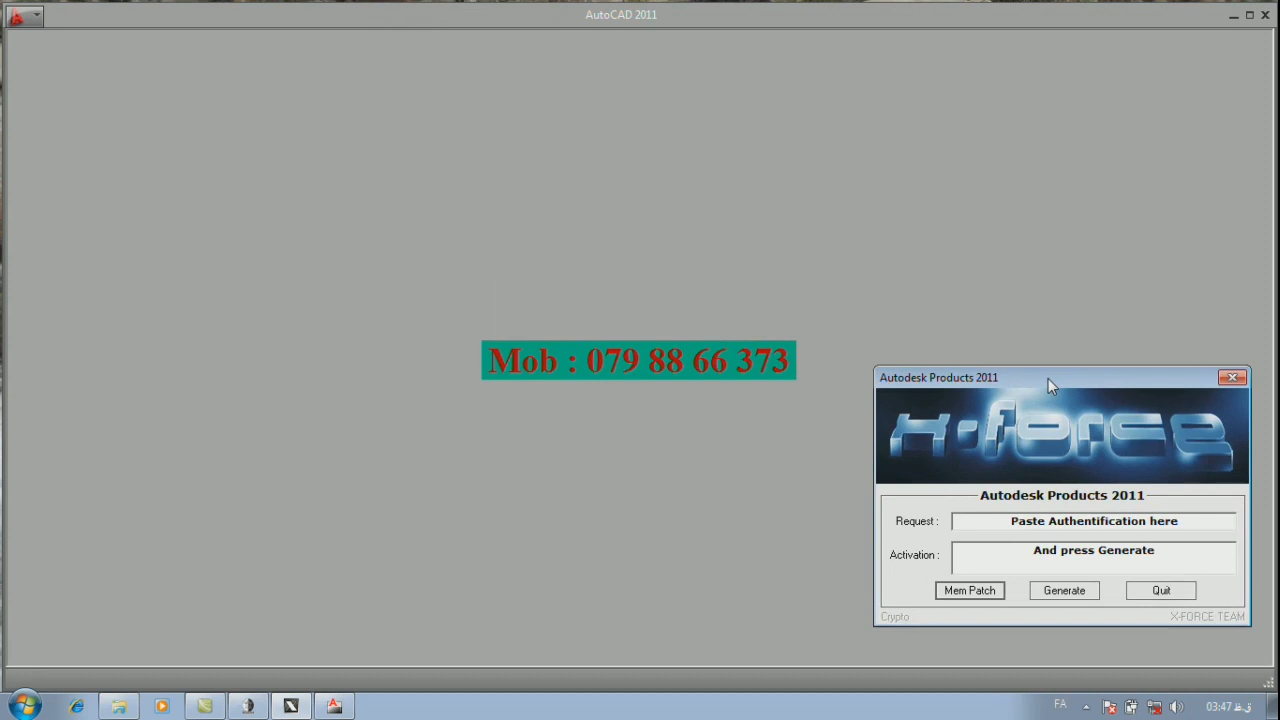 AutoCAD 2011
Mob : 079 88 66 373
Autodesk Products 2011
x-force
Autodesk Products 2011
Request :
Paste Authentification here
Activation :
And press Generate
Mem Patch
Generate
Quit
Crypto
X-FORCE TEAM
FA
03:47 ق.ظ